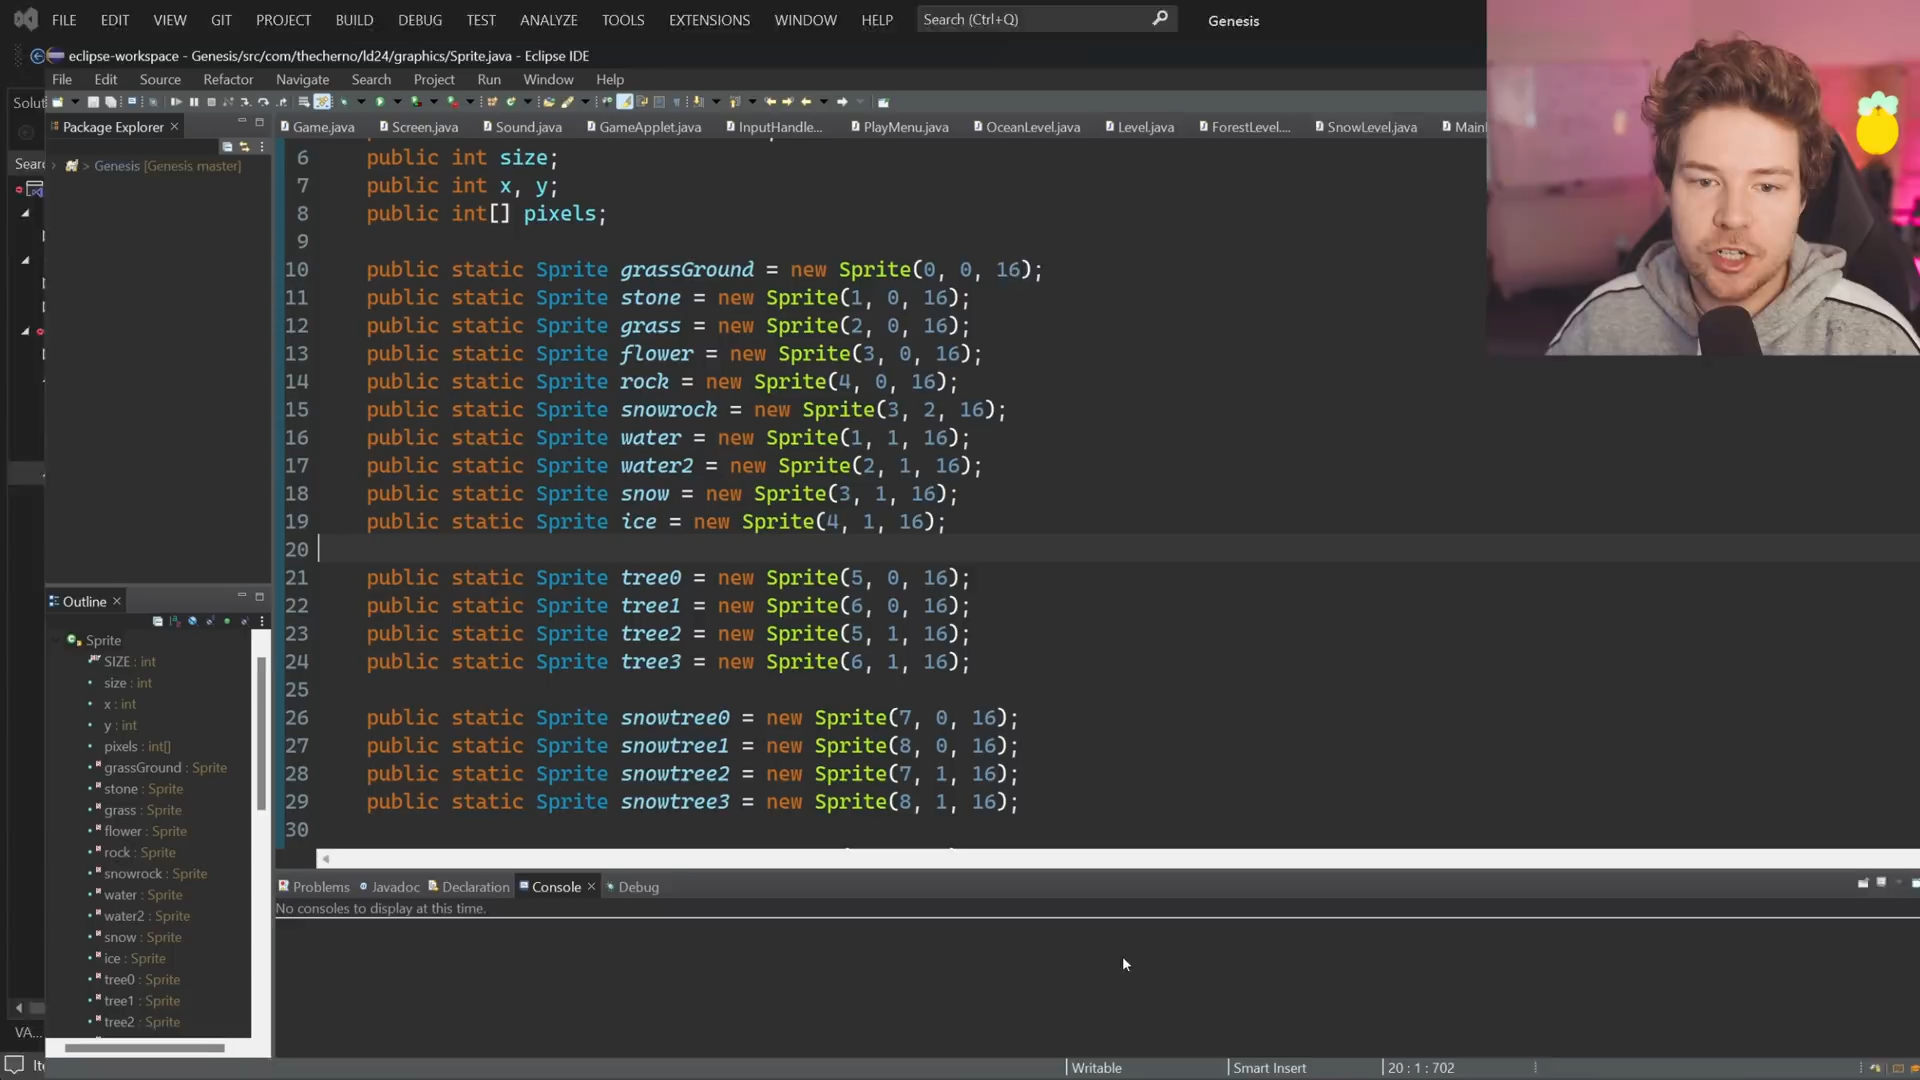 FILE EDIT VIEW GIT PROJECT BUILD DEBUG TEST ANALYZE TOOLS EXTENSIONS WINDOW HELP Search (Ctrl+Q) Genesis
eclipse-workspace - Genesis/src/com/thecherno/ld24/graphics/Sprite.java - Eclipse IDE
File Edit Source Refactor Navigate Search Project Run Window Help
Solut
Sear
Package Explorer
> Genesis [Genesis master]
Game.java Screen.java Sound.java GameApplet.java InputHandle... PlayMenu.java OceanLevel.java Level.java ForestLevel.... SnowLevel.java MainI
6 public int size;
7 public int x, y;
8 public int[] pixels;
9
10 public static Sprite grassGround = new Sprite(0, 0, 16);
11 public static Sprite stone = new Sprite(1, 0, 16);
12 public static Sprite grass = new Sprite(2, 0, 16);
13 public static Sprite flower = new Sprite(3, 0, 16);
14 public static Sprite rock = new Sprite(4, 0, 16);
15 public static Sprite snowrock = new Sprite(3, 2, 16);
16 public static Sprite water = new Sprite(1, 1, 16);
17 public static Sprite water2 = new Sprite(2, 1, 16);
18 public static Sprite snow = new Sprite(3, 1, 16);
19 public static Sprite ice = new Sprite(4, 1, 16);
20
21 public static Sprite tree0 = new Sprite(5, 0, 16);
22 public static Sprite tree1 = new Sprite(6, 0, 16);
23 public static Sprite tree2 = new Sprite(5, 1, 16);
24 public static Sprite tree3 = new Sprite(6, 1, 16);
25
26 public static Sprite snowtree0 = new Sprite(7, 0, 16);
27 public static Sprite snowtree1 = new Sprite(8, 0, 16);
28 public static Sprite snowtree2 = new Sprite(7, 1, 16);
29 public static Sprite snowtree3 = new Sprite(8, 1, 16);
30
Outline
Sprite
SIZE : int
size : int
x : int
y : int
pixels : int[]
grassGround : Sprite
stone : Sprite
grass : Sprite
flower : Sprite
rock : Sprite
snowrock : Sprite
water : Sprite
water2 : Sprite
snow : Sprite
ice : Sprite
tree0 : Sprite
tree1 : Sprite
tree2 : Sprite
Problems Javadoc Declaration Console Debug
No consoles to display at this time.
VA...
Ite
Writable Smart Insert 20 : 1 : 702